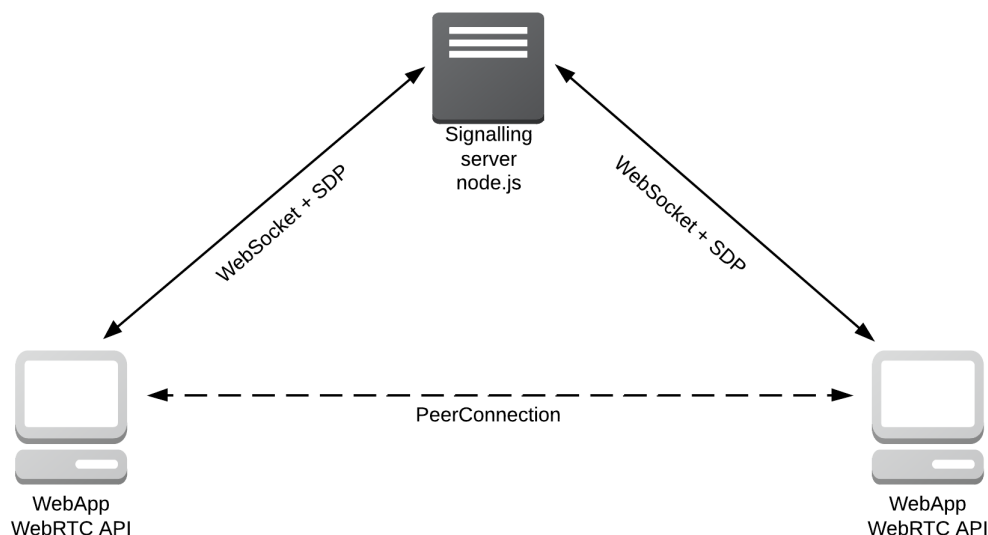 Signalling
server
node.js
WebSocket + SDP
WebSocket + SDP
PeerConnection
WebApp
WebRTC API
WebApp
WebRTC API